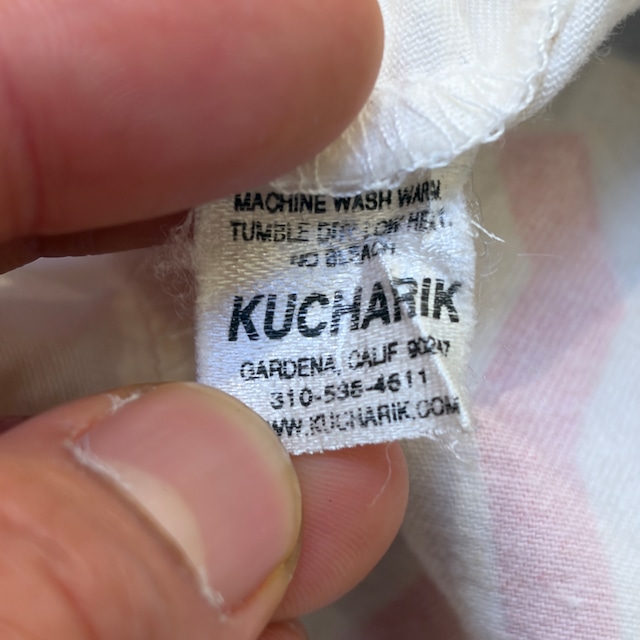 MACHINE WASH WARM
TUMBLE DRY LOW HEAT.
NO BLEACH
KUCHARIK
GARDENA, CALIF 90247
310-538-4611
WWW.KUCHARIK.COM